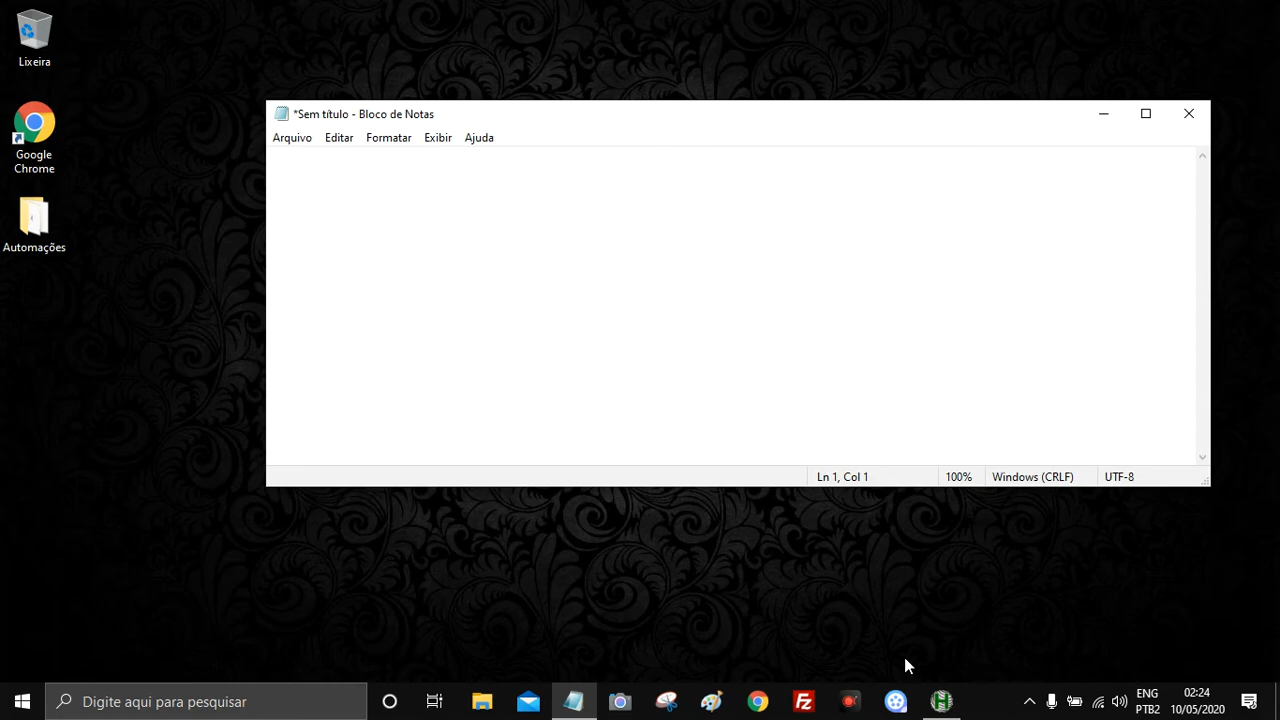 Lixeira
Google
Chrome
Automações
*Sem título - Bloco de Notas
Arquivo Editar Formatar Exibir Ajuda
Ln 1, Col 1 100% Windows (CRLF) UTF-8
Digite aqui para pesquisar
Fz
ENG
PTB2
02:24
10/05/2020